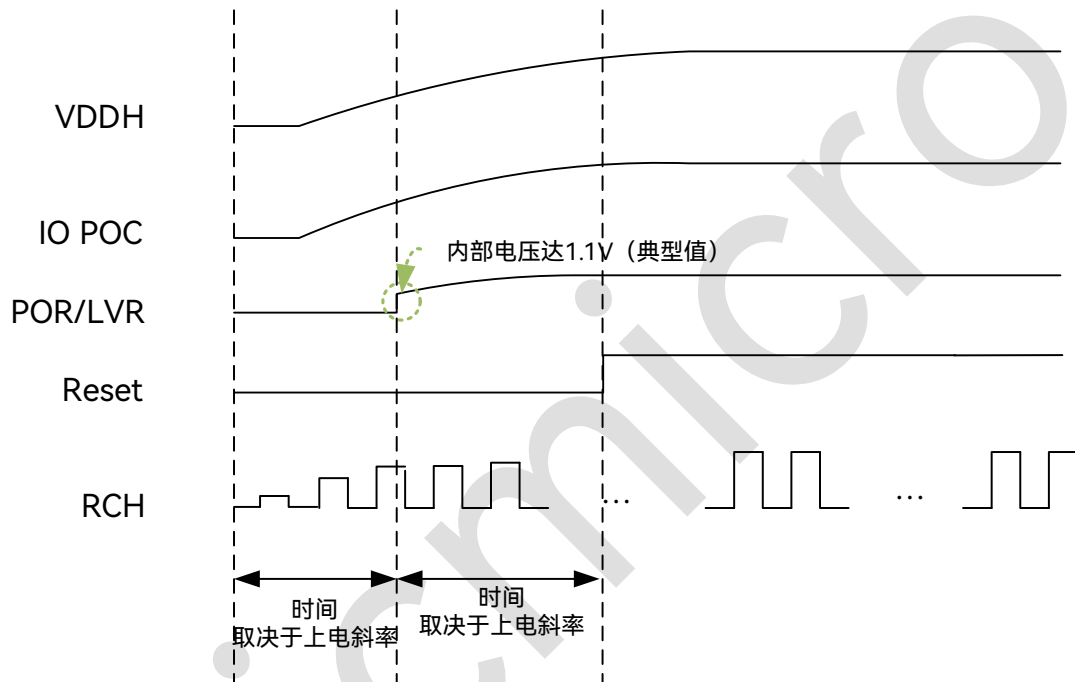 VDDH
IO POC
内部电压达1.1V（典型值）
POR/LVR
Reset
RCH
...
...
时间
取决于上电斜率
时间
取决于上电斜率
icmicro